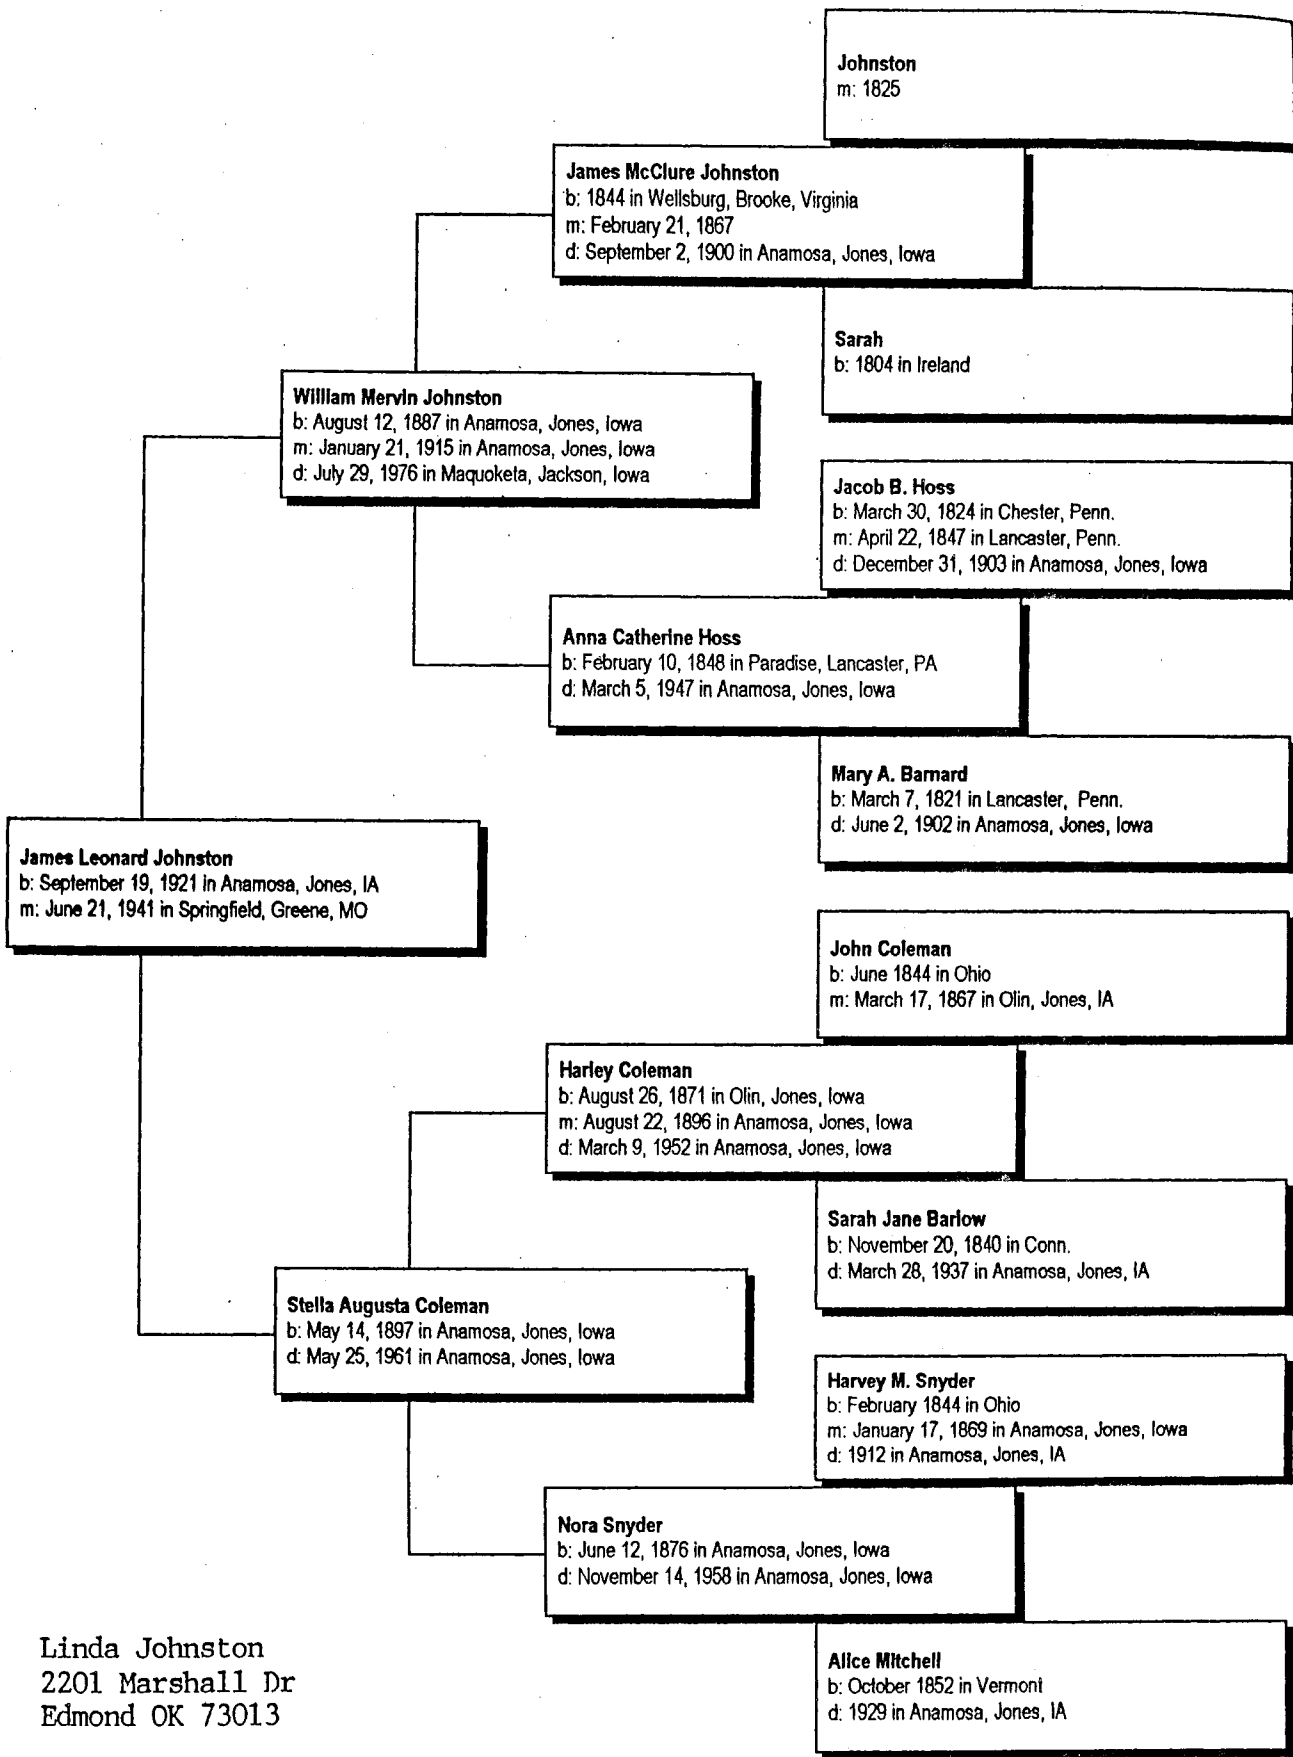 Johnston
m: 1825
James McClure Johnston
b: 1844 in Wellsburg, Brooke, Virginia
m: February 21, 1867
d: September 2, 1900 in Anamosa, Jones, Iowa
Sarah
b: 1804 in Ireland
William Mervin Johnston
b: August 12, 1887 in Anamosa, Jones, Iowa
m: January 21, 1915 in Anamosa, Jones, Iowa
d: July 29, 1976 in Maquoketa, Jackson, Iowa
Jacob B. Hoss
b: March 30, 1824 in Chester, Penn.
m: April 22, 1847 in Lancaster, Penn.
d: December 31, 1903 in Anamosa, Jones, Iowa
Anna Catherine Hoss
b: February 10, 1848 in Paradise, Lancaster, PA
d: March 5, 1947 in Anamosa, Jones, Iowa
Mary A. Barnard
b: March 7, 1821 in Lancaster, Penn.
d: June 2, 1902 in Anamosa, Jones, Iowa
James Leonard Johnston
b: September 19, 1921 in Anamosa, Jones, IA
m: June 21, 1941 in Springfield, Greene, MO
John Coleman
b: June 1844 in Ohio
m: March 17, 1867 in Olin, Jones, IA
Harley Coleman
b: August 26, 1871 in Olin, Jones, Iowa
m: August 22, 1896 in Anamosa, Jones, Iowa
d: March 9, 1952 in Anamosa, Jones, Iowa
Sarah Jane Barlow
b: November 20, 1840 in Conn.
d: March 28, 1937 in Anamosa, Jones, IA
Stella Augusta Coleman
b: May 14, 1897 in Anamosa, Jones, Iowa
d: May 25, 1961 in Anamosa, Jones, Iowa
Harvey M. Snyder
b: February 1844 in Ohio
m: January 17, 1869 in Anamosa, Jones, Iowa
d: 1912 in Anamosa, Jones, IA
Nora Snyder
b: June 12, 1876 in Anamosa, Jones, Iowa
d: November 14, 1958 in Anamosa, Jones, Iowa
Alice Mitchell
b: October 1852 in Vermont
d: 1929 in Anamosa, Jones, IA
Linda Johnston
2201 Marshall Dr
Edmond OK 73013